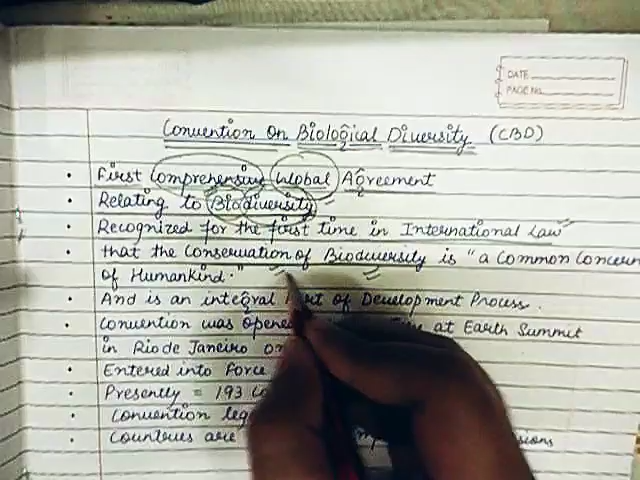 DATE
PAGE NO.
Convention On Biological Diversity (CBD)
First Comprehensive Global Agreement
Relating to Biodiversity
Recognized for the first time in International Law
that the Conservation of Biodiversity is "a Common Concern
of Humankind."
And is an integral Part of Development Process.
Convention was opened at Earth Summit
in Rio de Janeiro on
Entered into Force
Presently = 193
Convention
Countries are